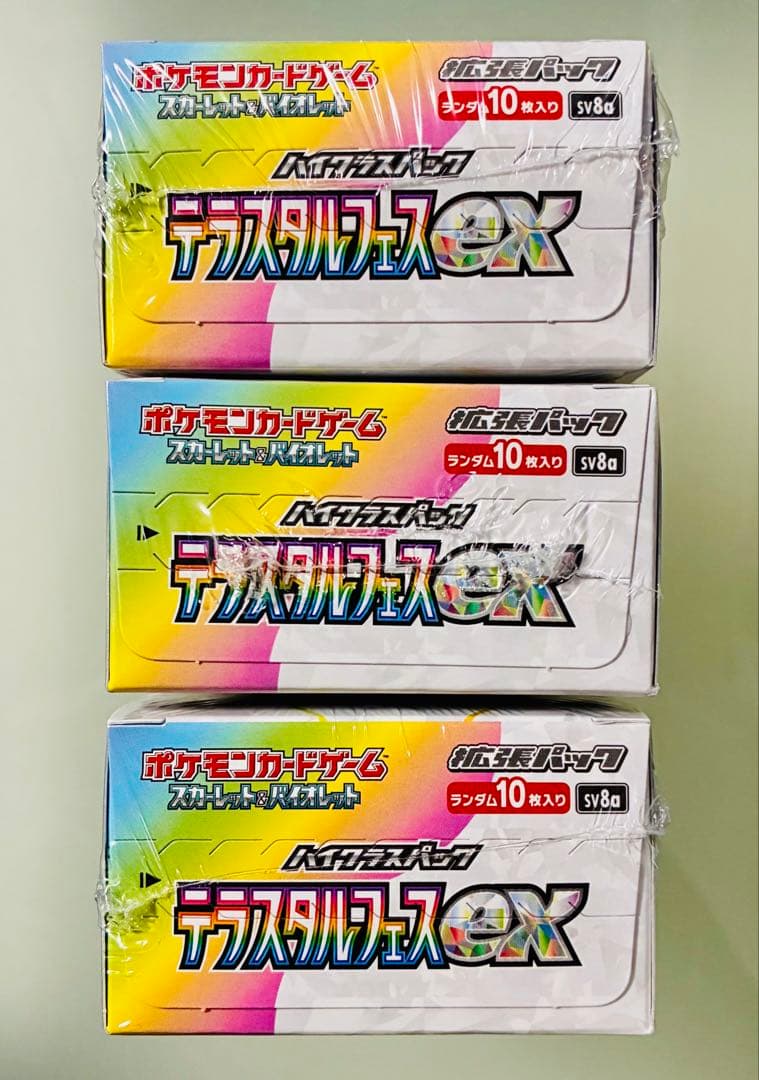 ポケモンカードゲーム
スカーレット&バイオレット
拡張パック
ランダム10枚入り
SV8a
ハイクラスパック
テラスタルフェスex
ポケモンカードゲーム
スカーレット&バイオレット
拡張パック
ランダム10枚入り
SV8a
ハイクラスパック
テラスタルフェスex
ポケモンカードゲーム
スカーレット&バイオレット
拡張パック
ランダム10枚入り
SV8a
ハイクラスパック
テラスタルフェスex